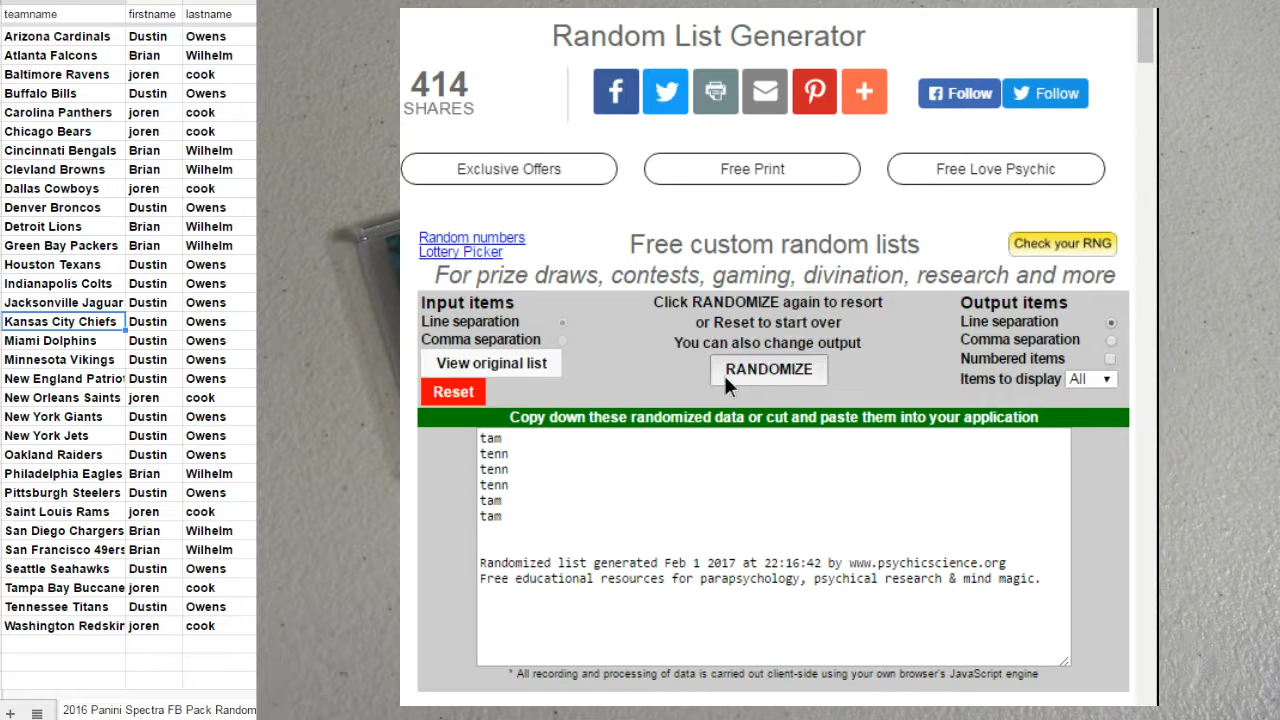 teamname firstname lastname
Arizona Cardinals Dustin Owens
Atlanta Falcons Brian Wilhelm
Baltimore Ravens joren cook
Buffalo Bills Dustin Owens
Carolina Panthers joren cook
Chicago Bears joren cook
Cincinnati Bengals Brian Wilhelm
Clevland Browns Brian Wilhelm
Dallas Cowboys joren cook
Denver Broncos Dustin Owens
Detroit Lions Brian Wilhelm
Green Bay Packers Brian Wilhelm
Houston Texans Dustin Owens
Indianapolis Colts Dustin Owens
Jacksonville Jaguar Dustin Owens
Kansas City Chiefs Dustin Owens
Miami Dolphins Dustin Owens
Minnesota Vikings Dustin Owens
New England Patriot Dustin Owens
New Orleans Saints joren cook
New York Giants Dustin Owens
New York Jets Dustin Owens
Oakland Raiders Dustin Owens
Philadelphia Eagles Brian Wilhelm
Pittsburgh Steelers Dustin Owens
Saint Louis Rams joren cook
San Diego Chargers Brian Wilhelm
San Francisco 49ers Brian Wilhelm
Seattle Seahawks Dustin Owens
Tampa Bay Buccane joren cook
Tennessee Titans Dustin Owens
Washington Redskin joren cook
2016 Panini Spectra FB Pack Random
Random List Generator
414
SHARES
Follow Follow
Exclusive Offers Free Print Free Love Psychic
Random numbers
Lottery Picker
Free custom random lists
Check your RNG
For prize draws, contests, gaming, divination, research and more
Input items
Line separation
Comma separation
View original list
Reset
Click RANDOMIZE again to resort
or Reset to start over
You can also change output
RANDOMIZE
Output items
Line separation
Comma separation
Numbered items
Items to display All
Copy down these randomized data or cut and paste them into your application
tam
tenn
tenn
tenn
tam
tam
Randomized list generated Feb 1 2017 at 22:16:42 by www.psychicscience.org
Free educational resources for parapsychology, psychical research & mind magic.
* All recording and processing of data is carried out client-side using your own browser's JavaScript engine